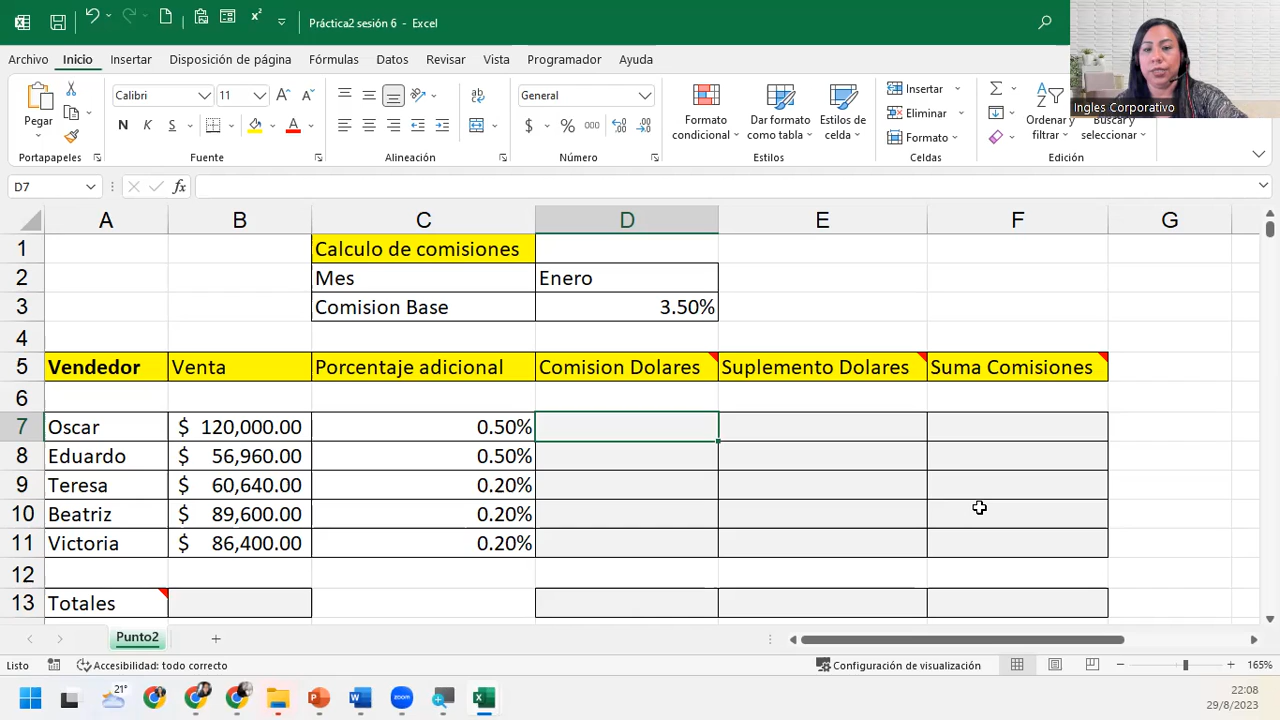 Práctica2 sesión 6 - Excel
Archivo Inicio Insertar Disposición de página Fórmulas Datos Revisar Vista Programador Ayuda
Ingles Corporativo
Pegar
Calibri 11
N K S
General
$ % 000
Formato condicional
Dar formato como tabla
Estilos de celda
Insertar
Eliminar
Formato
Ordenar y filtrar
Buscar y seleccionar
Portapapeles Fuente Alineación Número Estilos Celdas Edición
D7 fx
A B C D E F G
1 Calculo de comisiones
2 Mes Enero
3 Comision Base 3.50%
4
5 Vendedor Venta Porcentaje adicional Comision Dolares Suplemento Dolares Suma Comisiones
6
7 Oscar $ 120,000.00 0.50%
8 Eduardo $ 56,960.00 0.50%
9 Teresa $ 60,640.00 0.20%
10 Beatriz $ 89,600.00 0.20%
11 Victoria $ 86,400.00 0.20%
12
13 Totales
Punto2
Listo Accesibilidad: todo correcto Configuración de visualización 165%
21°
zoom
22:08
29/8/2023